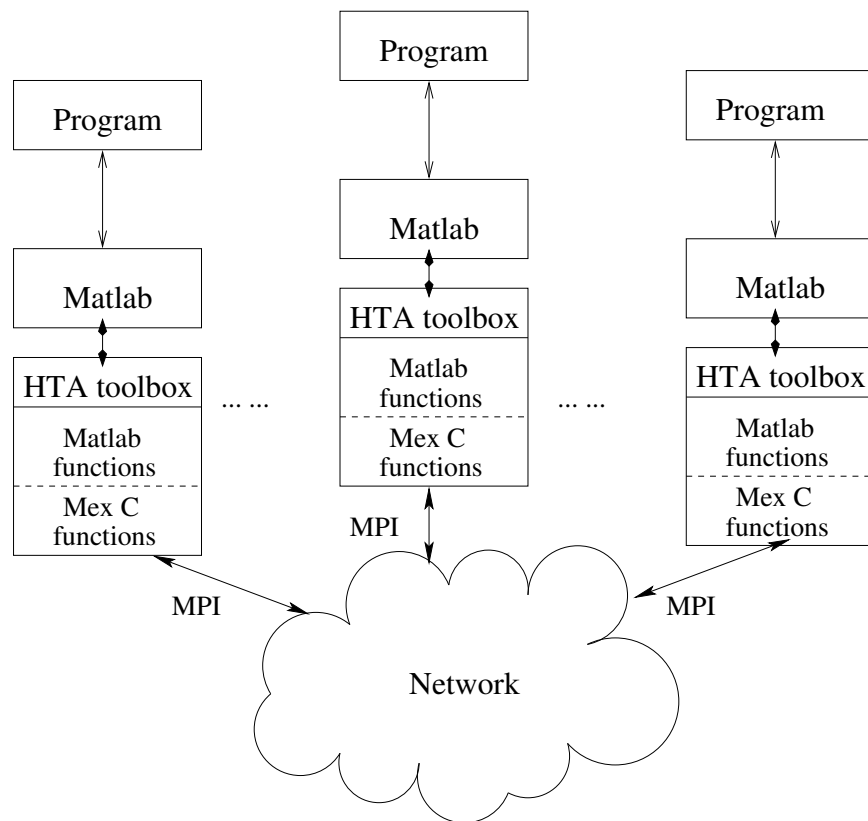 Program
Program
Program
Matlab
Matlab
Matlab
HTA toolbox
HTA toolbox
HTA toolbox
Matlab
functions
Mex C
functions
... ...
Matlab
functions
Mex C
functions
... ...
Matlab
functions
Mex C
functions
MPI
MPI
MPI
Network